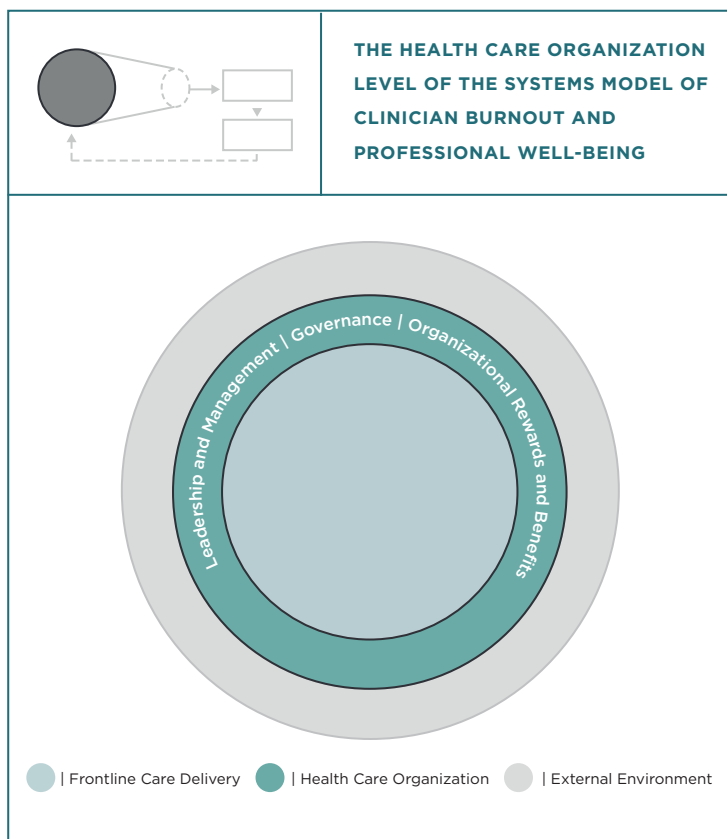 THE HEALTH CARE ORGANIZATION
LEVEL OF THE SYSTEMS MODEL OF
CLINICIAN BURNOUT AND
PROFESSIONAL WELL-BEING
Leadership and Management | Governance | Organizational Rewards and Benefits
| Frontline Care Delivery | Health Care Organization | External Environment